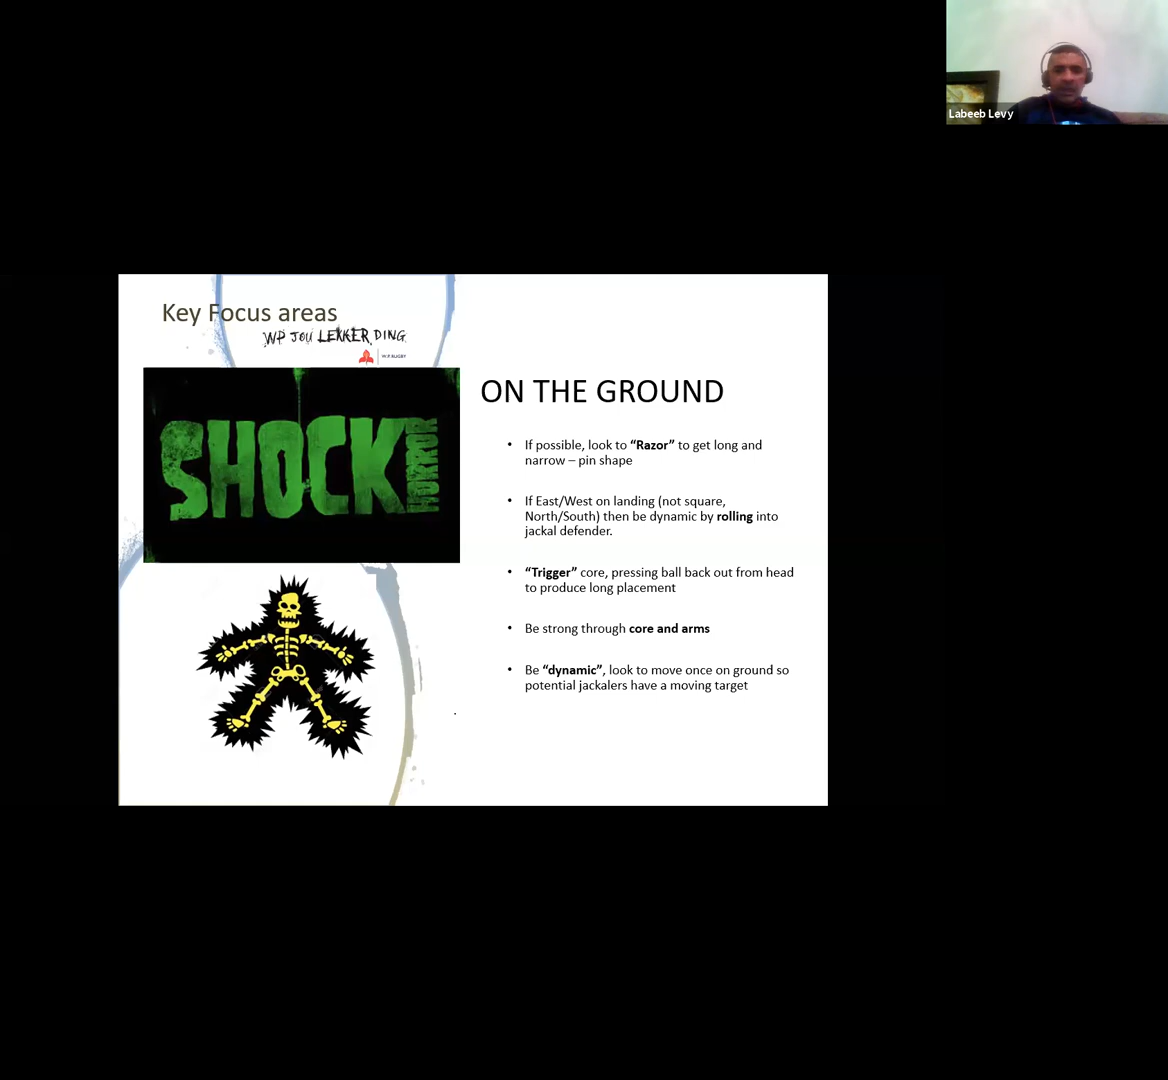 Labeeb Levy
Key Focus areas
WP JOU LEKKER DING
W.P. RUGBY
SHOCK
HORROR
ON THE GROUND
• If possible, look to “Razor” to get long and
narrow – pin shape
• If East/West on landing (not square,
North/South) then be dynamic by rolling into
jackal defender.
• “Trigger” core, pressing ball back out from head
to produce long placement
• Be strong through core and arms
• Be “dynamic”, look to move once on ground so
potential jackalers have a moving target